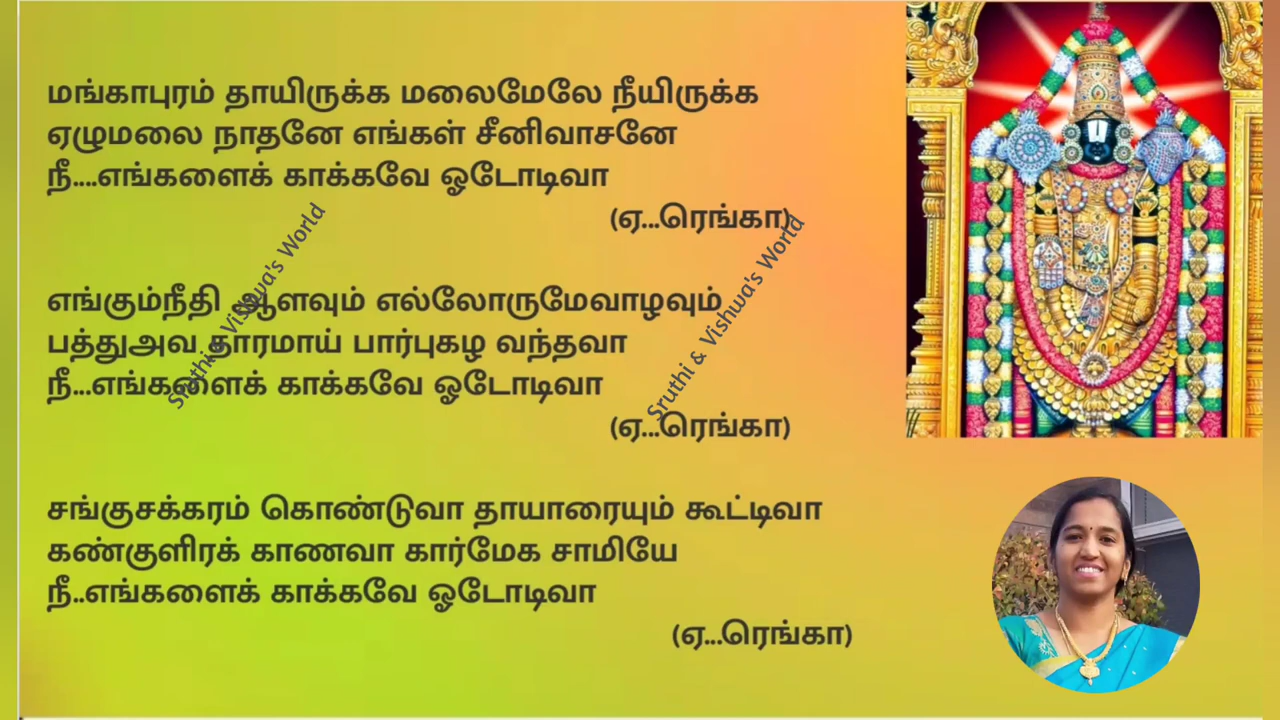 மங்காபுரம் தாயிருக்க மலைமேலே நீயிருக்க
ஏழுமலை நாதனே எங்கள் சீனிவாசனே
நீ....எங்களைக் காக்கவே ஓடோடிவா
(ஏ...ரெங்கா)
எங்கும்நீதி ஆளவும் எல்லோருமேவாழவும்
பத்துஅவ தாரமாய் பார்புகழ வந்தவா
நீ...எங்களைக் காக்கவே ஓடோடிவா
(ஏ...ரெங்கா)
சங்குசக்கரம் கொண்டுவா தாயாரையும் கூட்டிவா
கண்குளிரக் காணவா கார்மேக சாமியே
நீ..எங்களைக் காக்கவே ஓடோடிவா
(ஏ...ரெங்கா)
Sruthi & Vishwa's World
Sruthi & Vishwa's World